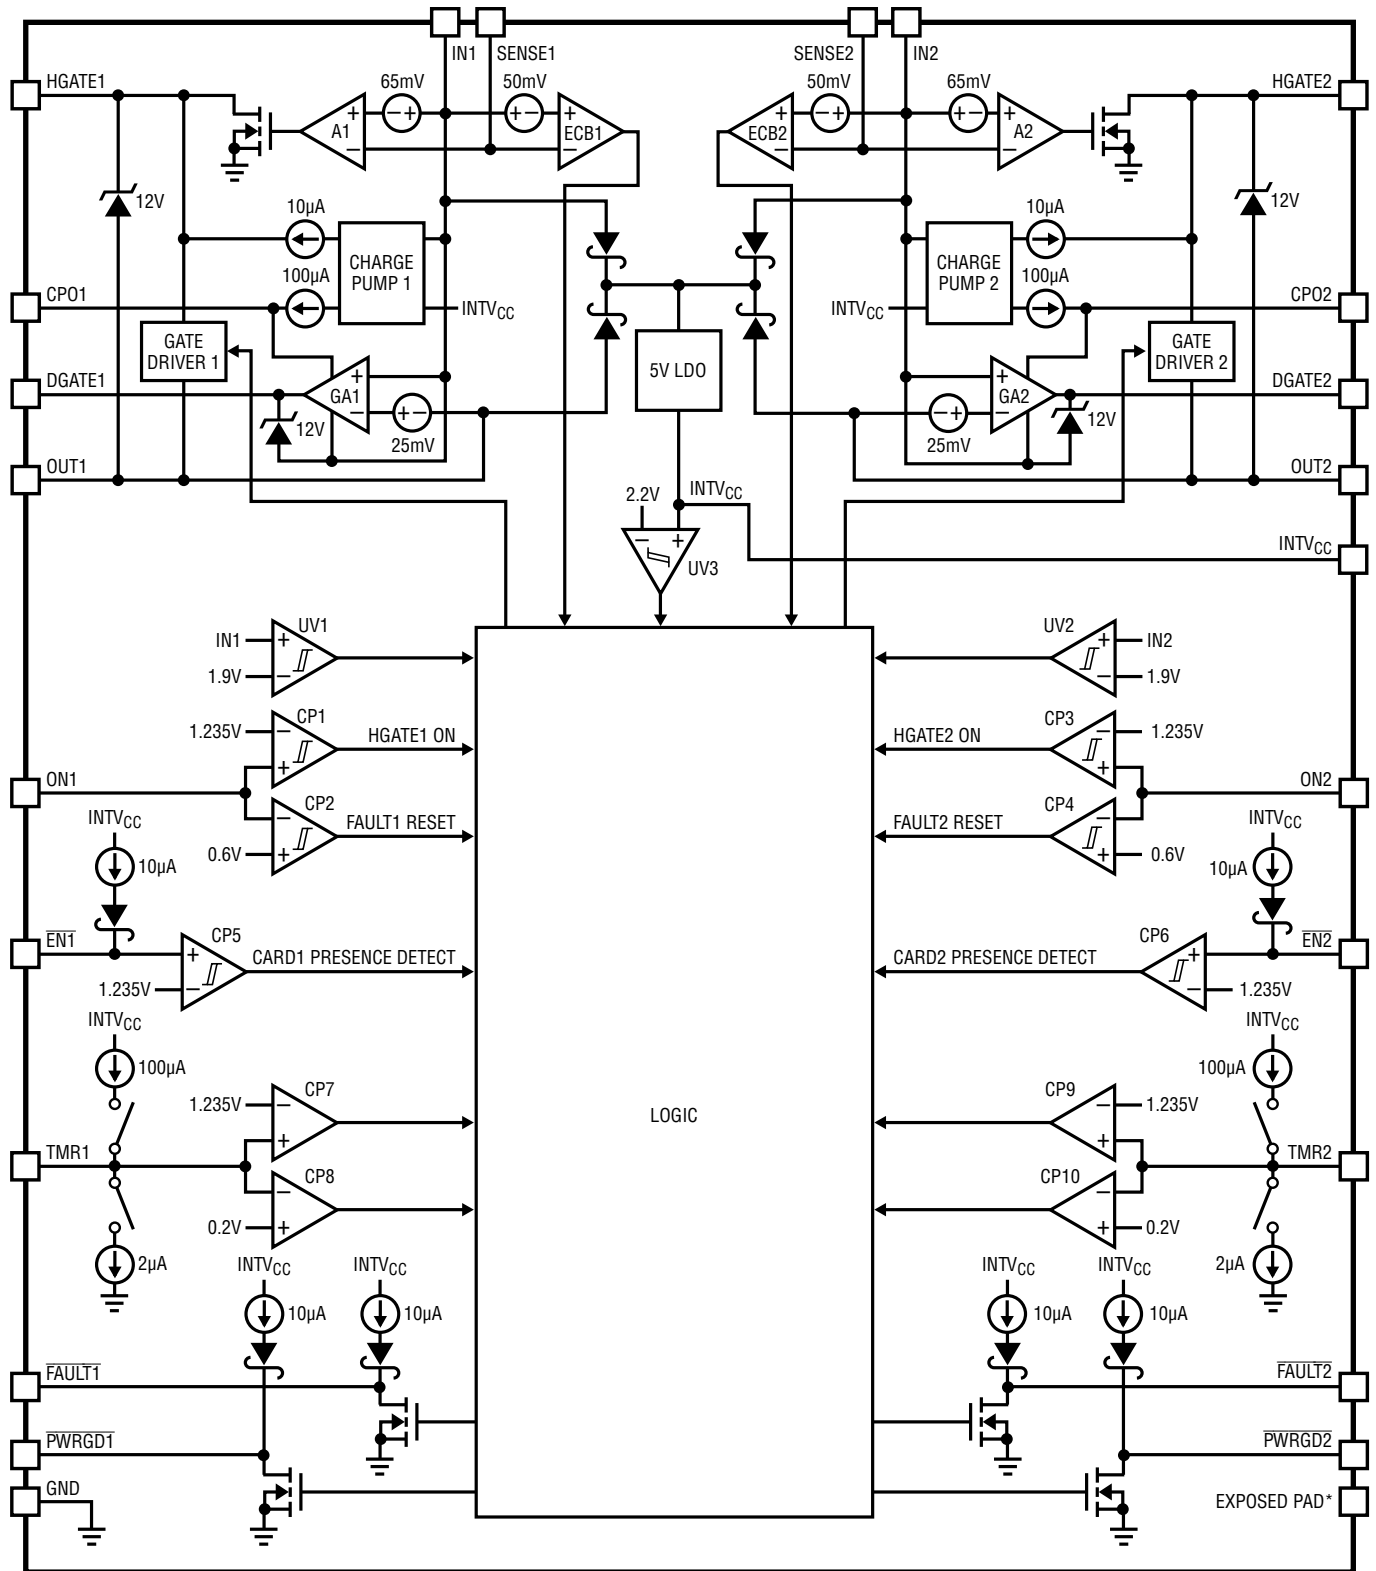 IN1 SENSE1 SENSE2 IN2
HGATE1 65mV 50mV 50mV 65mV HGATE2
+ − + + − + + − + + − +
A1 ECB1 ECB2 A2
− − − −
12V 12V
10µA 10µA
CHARGE PUMP 1
CHARGE PUMP 2
100µA 100µA
CPO1 INTVCC INTVCC CPO2
GATE DRIVER 1
5V LDO
GATE DRIVER 2
DGATE1 GA1 + − + − GA2 + − − + DGATE2
12V 25mV 25mV 12V
OUT1 OUT2
2.2V INTVCC
− +
UV3
INTVCC
UV1 UV2
IN1 + + IN2
1.9V − − 1.9V
CP1 CP3
1.235V − HGATE1 ON HGATE2 ON − 1.235V
+ +
ON1 ON2
CP2 CP4
− FAULT1 RESET FAULT2 RESET −
0.6V + + 0.6V
INTVCC INTVCC
10µA 10µA
EN1 CP5 CP6 EN2
+ CARD1 PRESENCE DETECT CARD2 PRESENCE DETECT +
1.235V − − 1.235V
INTVCC INTVCC
100µA 100µA
CP7 CP9
1.235V − − 1.235V
+ LOGIC +
TMR1 TMR2
CP8 CP10
− −
0.2V + + 0.2V
2µA 2µA
INTVCC INTVCC INTVCC INTVCC
10µA 10µA 10µA 10µA
FAULT1 FAULT2
PWRGD1 PWRGD2
GND EXPOSED PAD*